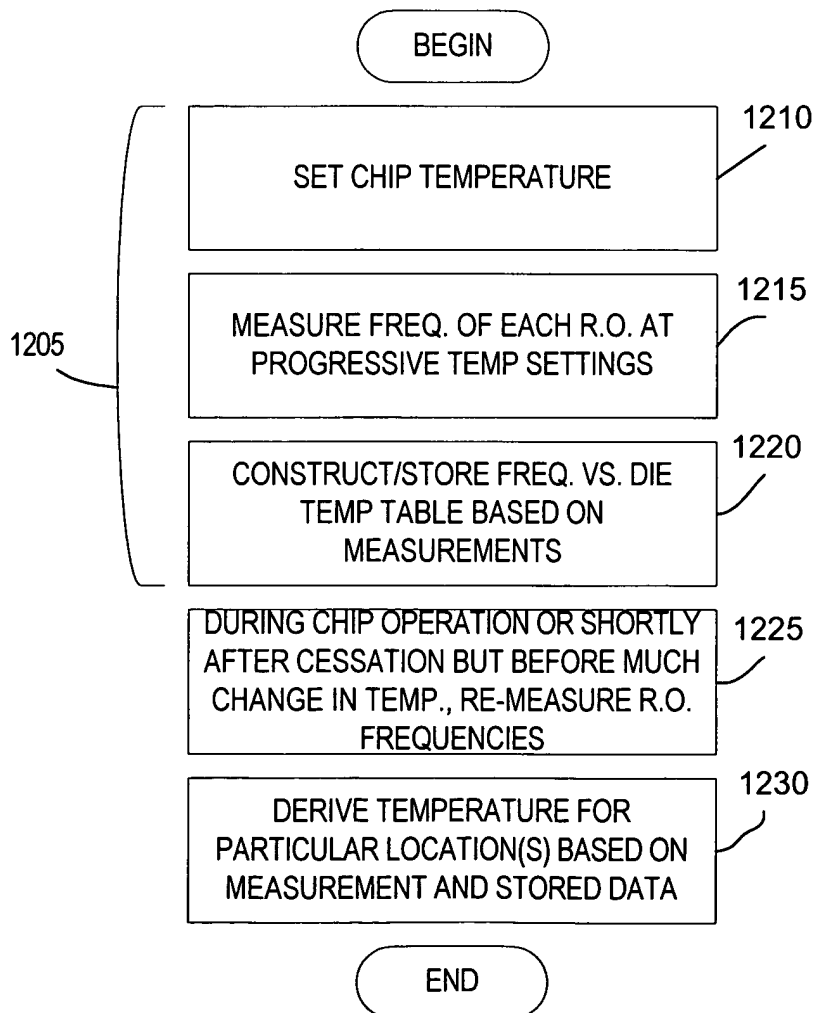 BEGIN
1210
SET CHIP TEMPERATURE
1215
MEASURE FREQ. OF EACH R.O. AT
PROGRESSIVE TEMP SETTINGS
1205
1220
CONSTRUCT/STORE FREQ. VS. DIE
TEMP TABLE BASED ON
MEASUREMENTS
DURING CHIP OPERATION OR SHORTLY
AFTER CESSATION BUT BEFORE MUCH
CHANGE IN TEMP., RE-MEASURE R.O.
FREQUENCIES
1225
1230
DERIVE TEMPERATURE FOR
PARTICULAR LOCATION(S) BASED ON
MEASUREMENT AND STORED DATA
END